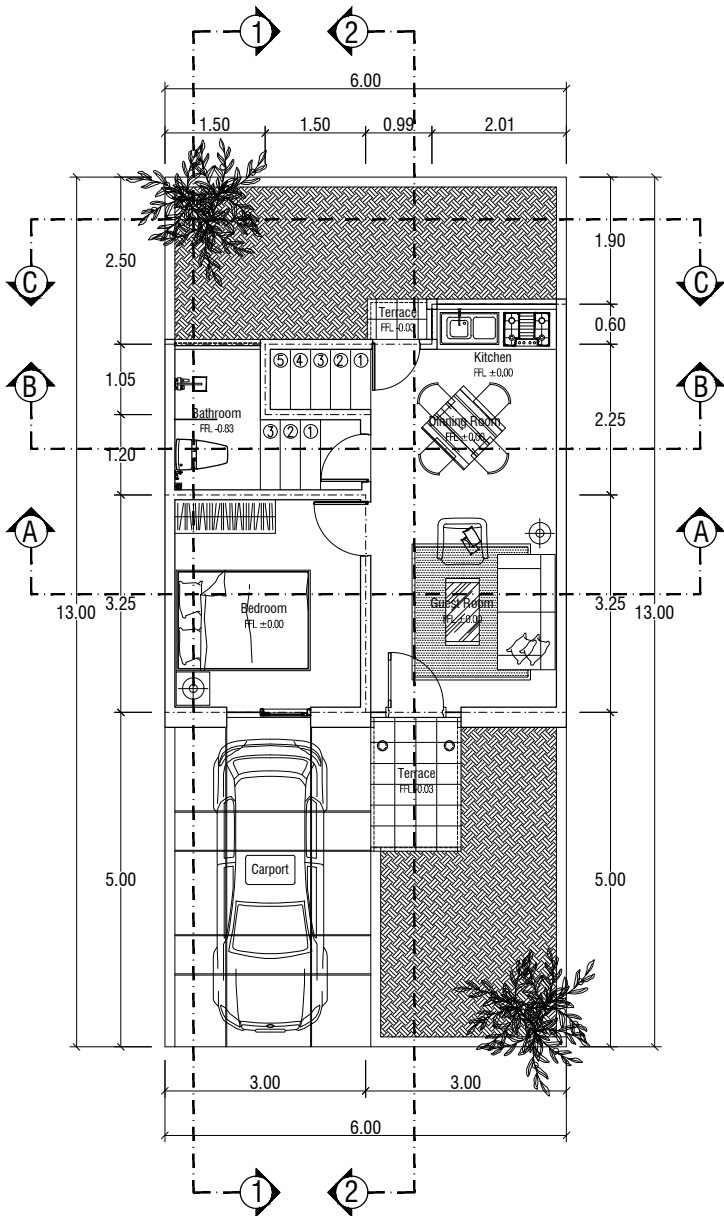 1
2
6.00
1.50
1.50
0.99
2.01
2.50
1.90
C
C
Terrace
FFL -0.03
0.60
Kitchen
FFL ±0,00
5
4
3
2
1
B
B
1.05
Bathroom
FFL -0.83
Dinning Room
FFL ±0,00
2.25
3
2
1
1.20
A
A
13.00
3.25
Bedroom
FFL ±0.00
Guest Room
FFL ±0.00
3.25
13.00
Terrace
FFL -0.03
5.00
Carport
5.00
3.00
3.00
6.00
1
2